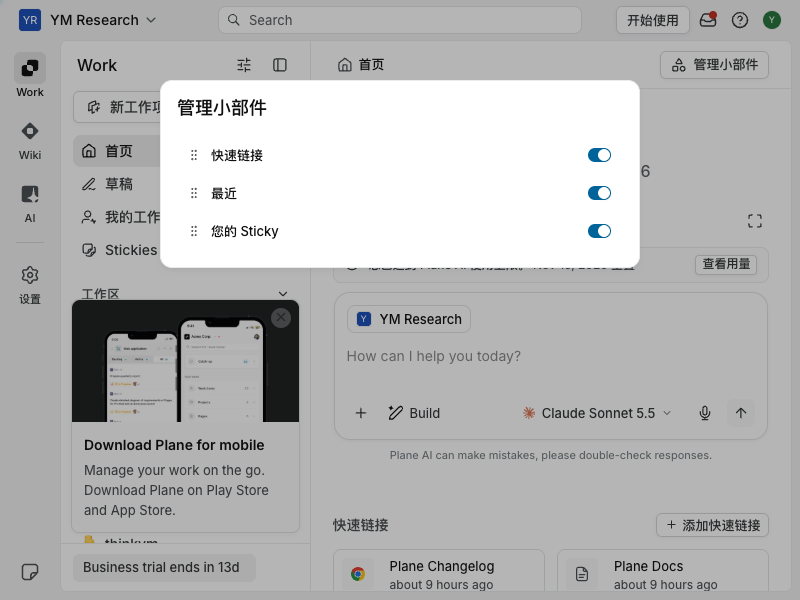 YR
YM Research
Search
开始使用
Y
Work
Wiki
AI
设置
Work
新工作项
首页
草稿
我的工作
Stickies
工作区
Download Plane for mobile
Manage your work on the go.
Download Plane on Play Store
and App Store.
Business trial ends in 13d
首页
管理小部件
管理小部件
快速链接
最近
您的 Sticky
6
查看用量
Y
YM Research
How can I help you today?
Build
Claude Sonnet 5.5
Plane AI can make mistakes, please double-check responses.
快速链接
添加快速链接
Plane Changelog
about 9 hours ago
Plane Docs
about 9 hours ago